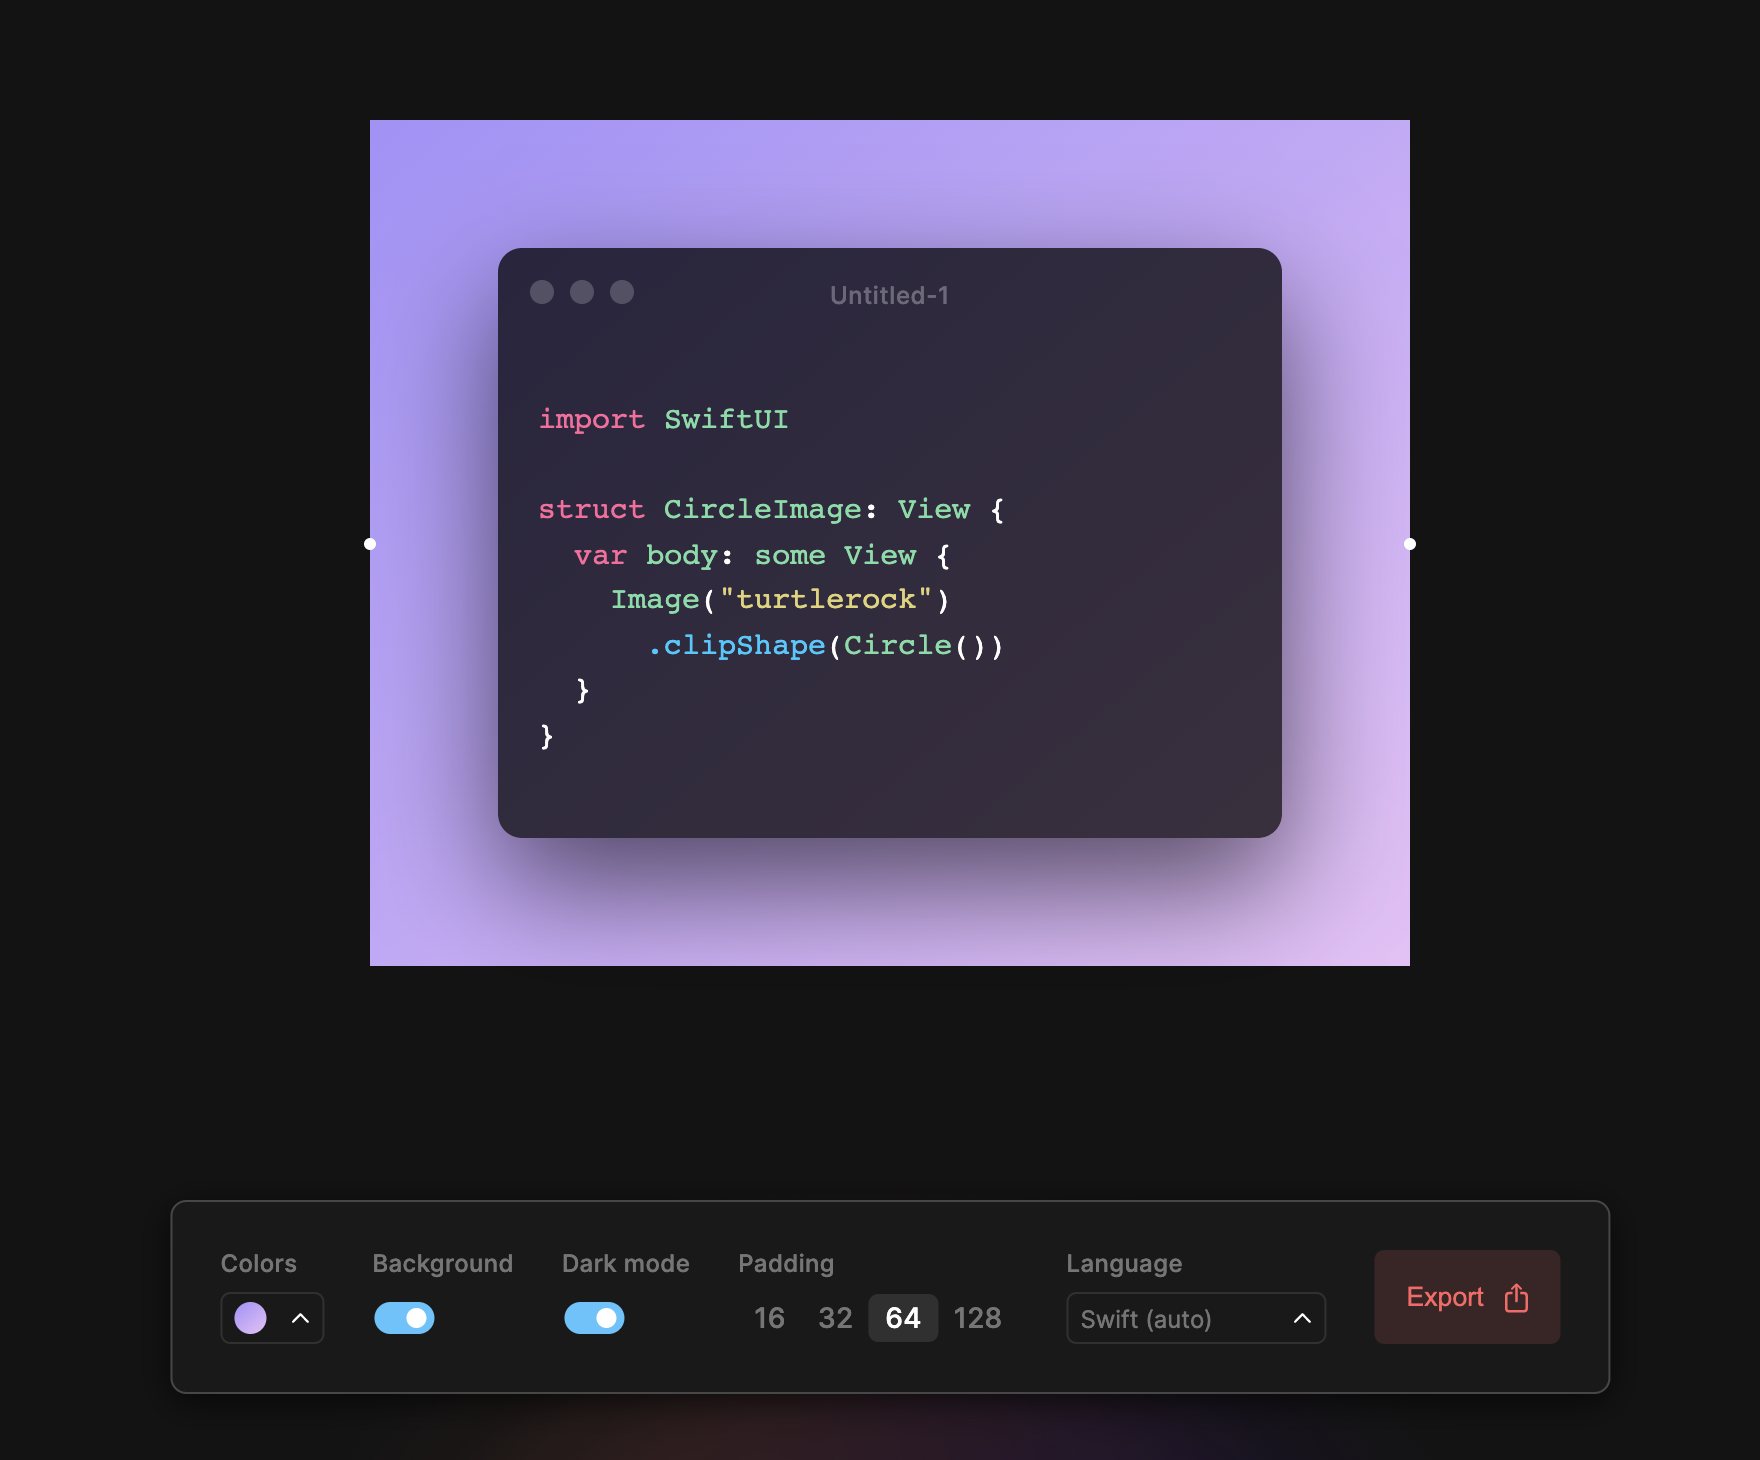 Untitled-1
import SwiftUI
struct CircleImage: View {
  var body: some View {
    Image("turtlerock")
      .clipShape(Circle())
  }
}
Colors Background Dark mode Padding Language
16 32 64 128 Swift (auto) Export